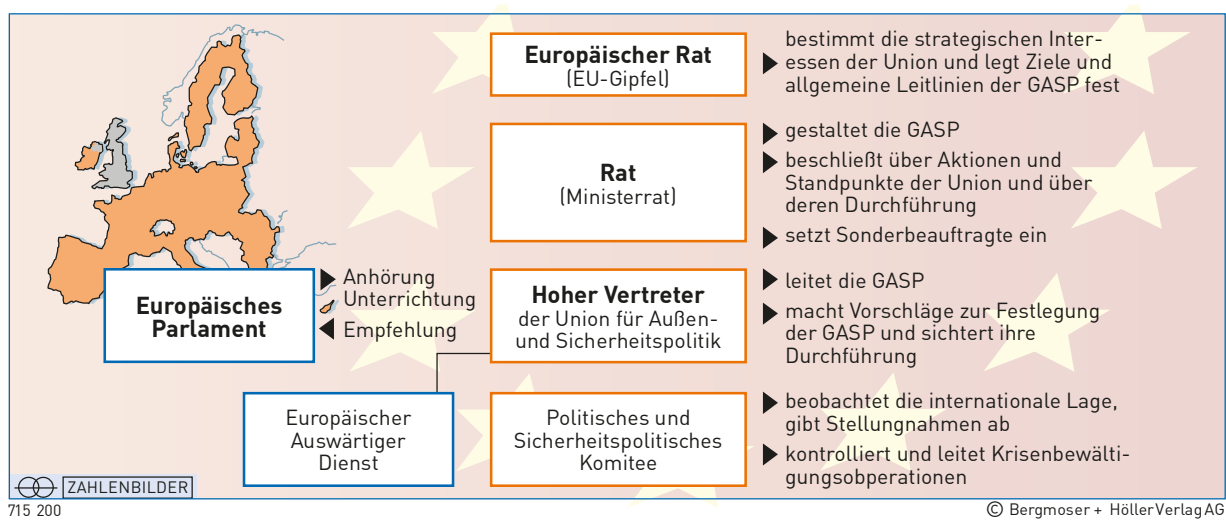 Europäischer Rat
(EU-Gipfel)
bestimmt die strategischen Inter-
essen der Union und legt Ziele und
allgemeine Leitlinien der GASP fest
Rat
(Ministerrat)
gestaltet die GASP
beschließt über Aktionen und
Standpunkte der Union und über
deren Durchführung
setzt Sonderbeauftragte ein
Europäisches
Parlament
Anhörung
Unterrichtung
Empfehlung
Hoher Vertreter
der Union für Außen-
und Sicherheitspolitik
leitet die GASP
macht Vorschläge zur Festlegung
der GASP und sichtert ihre
Durchführung
Europäischer
Auswärtiger
Dienst
Politisches und
Sicherheitspolitisches
Komitee
beobachtet die internationale Lage,
gibt Stellungnahmen ab
kontrolliert und leitet Krisenbewälti-
gungsobperationen
ZAHLENBILDER
715 200
© Bergmoser + Höller Verlag AG